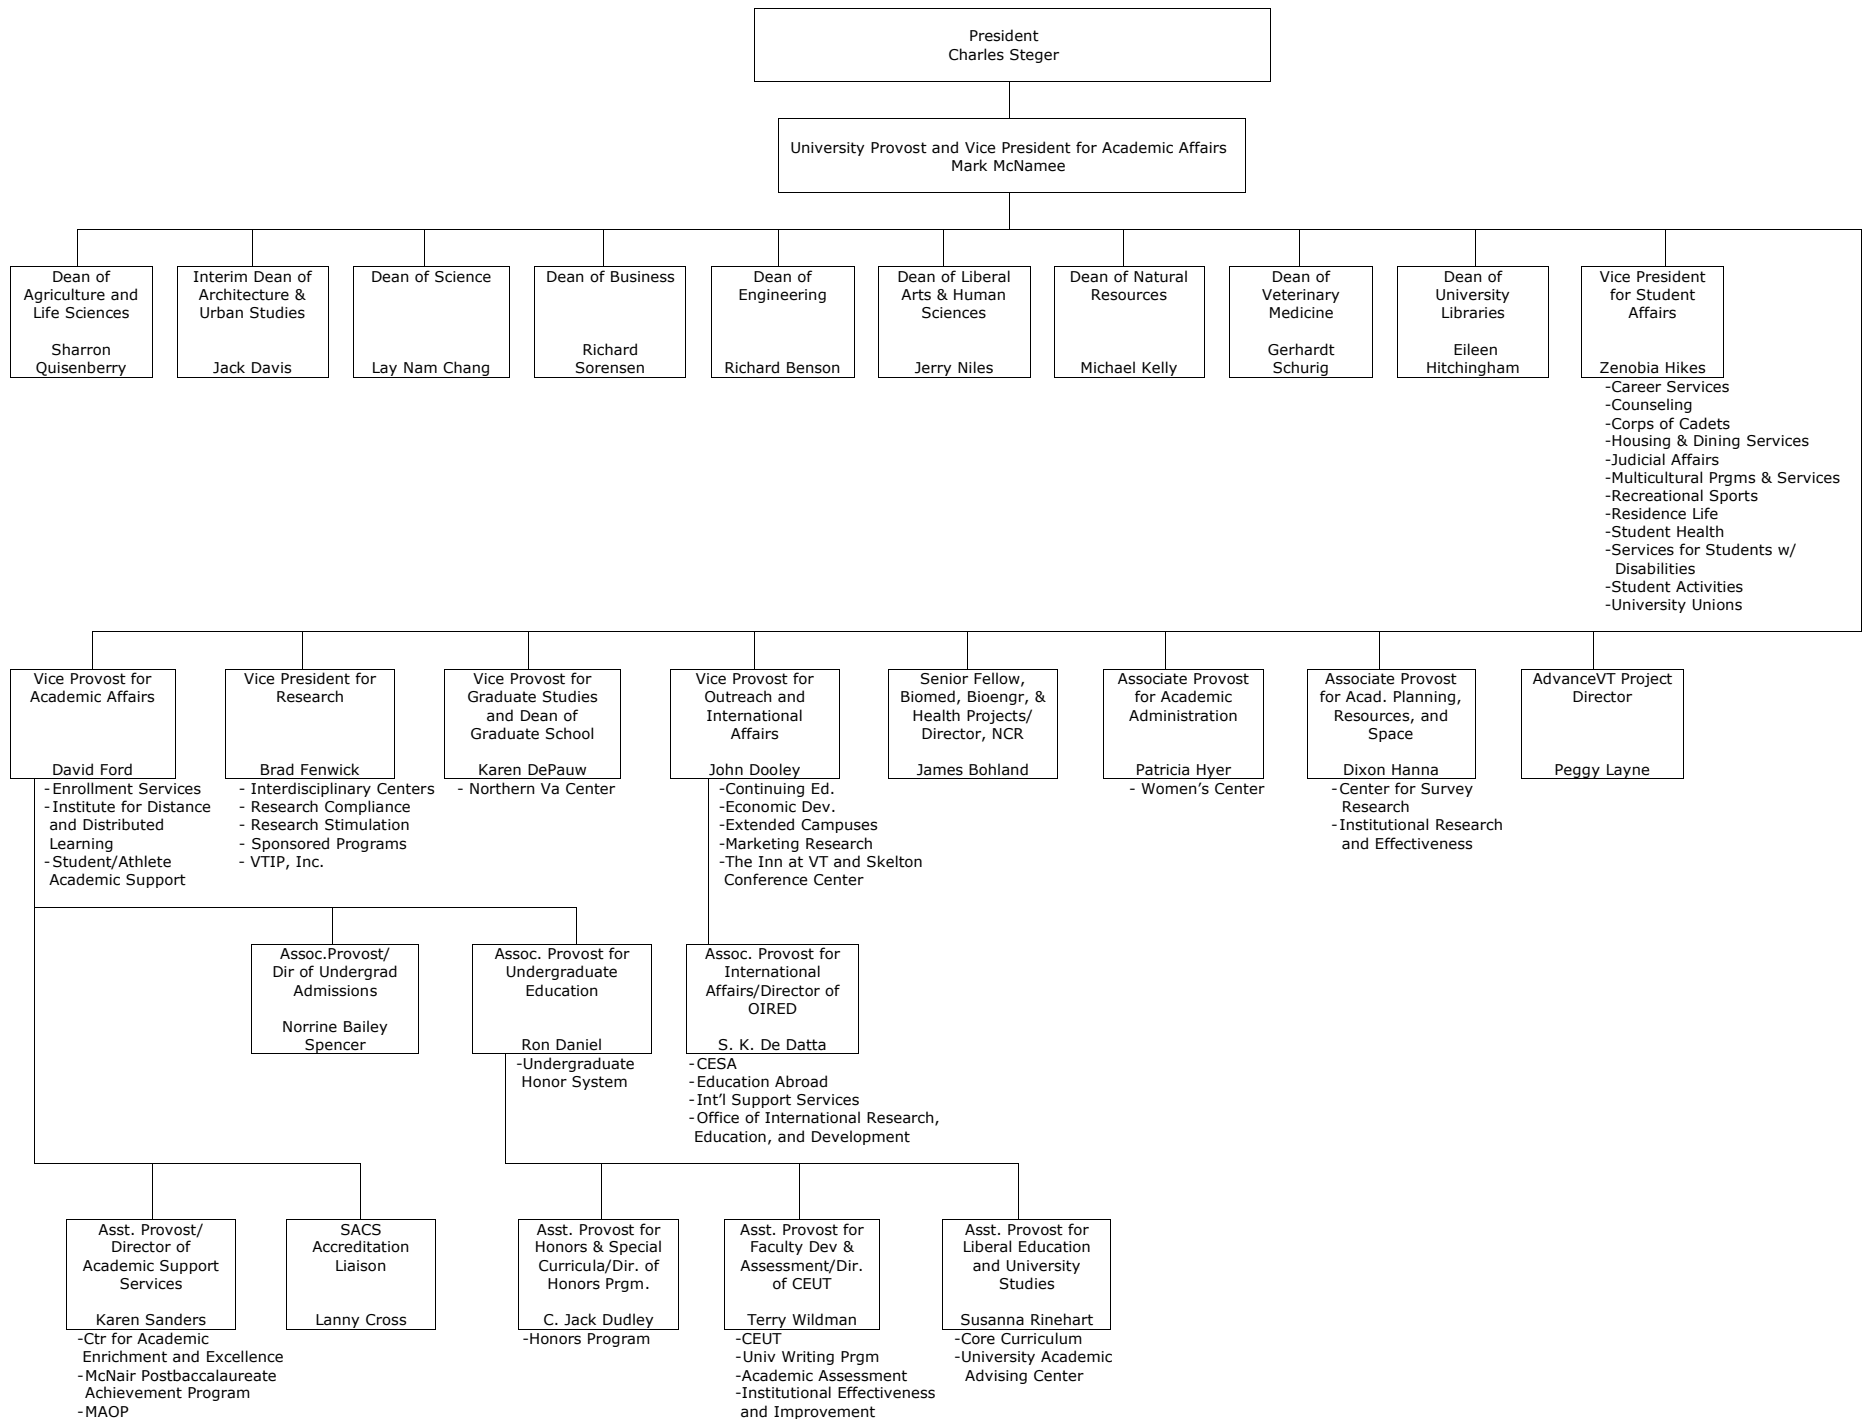 President
Charles Steger
University Provost and Vice President for Academic Affairs
Mark McNamee
Dean of
Agriculture and
Life Sciences
Sharron
Quisenberry
Interim Dean of
Architecture &
Urban Studies
Jack Davis
Dean of Science
Lay Nam Chang
Dean of Business
Richard
Sorensen
Dean of
Engineering
Richard Benson
Dean of Liberal
Arts & Human
Sciences
Jerry Niles
Dean of Natural
Resources
Michael Kelly
Dean of
Veterinary
Medicine
Gerhardt
Schurig
Dean of
University
Libraries
Eileen
Hitchingham
Vice President
for Student
Affairs
Zenobia Hikes
-Career Services
-Counseling
-Corps of Cadets
-Housing & Dining Services
-Judicial Affairs
-Multicultural Prgms & Services
-Recreational Sports
-Residence Life
-Student Health
-Services for Students w/
Disabilities
-Student Activities
-University Unions
Vice Provost for
Academic Affairs
David Ford
-Enrollment Services
-Institute for Distance
and Distributed
Learning
-Student/Athlete
Academic Support
Vice President for
Research
Brad Fenwick
- Interdisciplinary Centers
- Research Compliance
- Research Stimulation
- Sponsored Programs
- VTIP, Inc.
Vice Provost for
Graduate Studies
and Dean of
Graduate School
Karen DePauw
- Northern Va Center
Vice Provost for
Outreach and
International
Affairs
John Dooley
-Continuing Ed.
-Economic Dev.
-Extended Campuses
-Marketing Research
-The Inn at VT and Skelton
Conference Center
Senior Fellow,
Biomed, Bioengr, &
Health Projects/
Director, NCR
James Bohland
Associate Provost
for Academic
Administration
Patricia Hyer
- Women’s Center
Associate Provost
for Acad. Planning,
Resources, and
Space
Dixon Hanna
-Center for Survey
Research
-Institutional Research
and Effectiveness
AdvanceVT Project
Director
Peggy Layne
Assoc.Provost/
Dir of Undergrad
Admissions
Norrine Bailey
Spencer
Assoc. Provost for
Undergraduate
Education
Ron Daniel
-Undergraduate
Honor System
Assoc. Provost for
International
Affairs/Director of
OIRED
S. K. De Datta
-CESA
-Education Abroad
-Int’l Support Services
-Office of International Research,
Education, and Development
Asst. Provost/
Director of
Academic Support
Services
Karen Sanders
-Ctr for Academic
Enrichment and Excellence
-McNair Postbaccalaureate
Achievement Program
-MAOP
SACS
Accreditation
Liaison
Lanny Cross
Asst. Provost for
Honors & Special
Curricula/Dir. of
Honors Prgm.
C. Jack Dudley
-Honors Program
Asst. Provost for
Faculty Dev &
Assessment/Dir.
of CEUT
Terry Wildman
-CEUT
-Univ Writing Prgm
-Academic Assessment
-Institutional Effectiveness
and Improvement
Asst. Provost for
Liberal Education
and University
Studies
Susanna Rinehart
-Core Curriculum
-University Academic
Advising Center